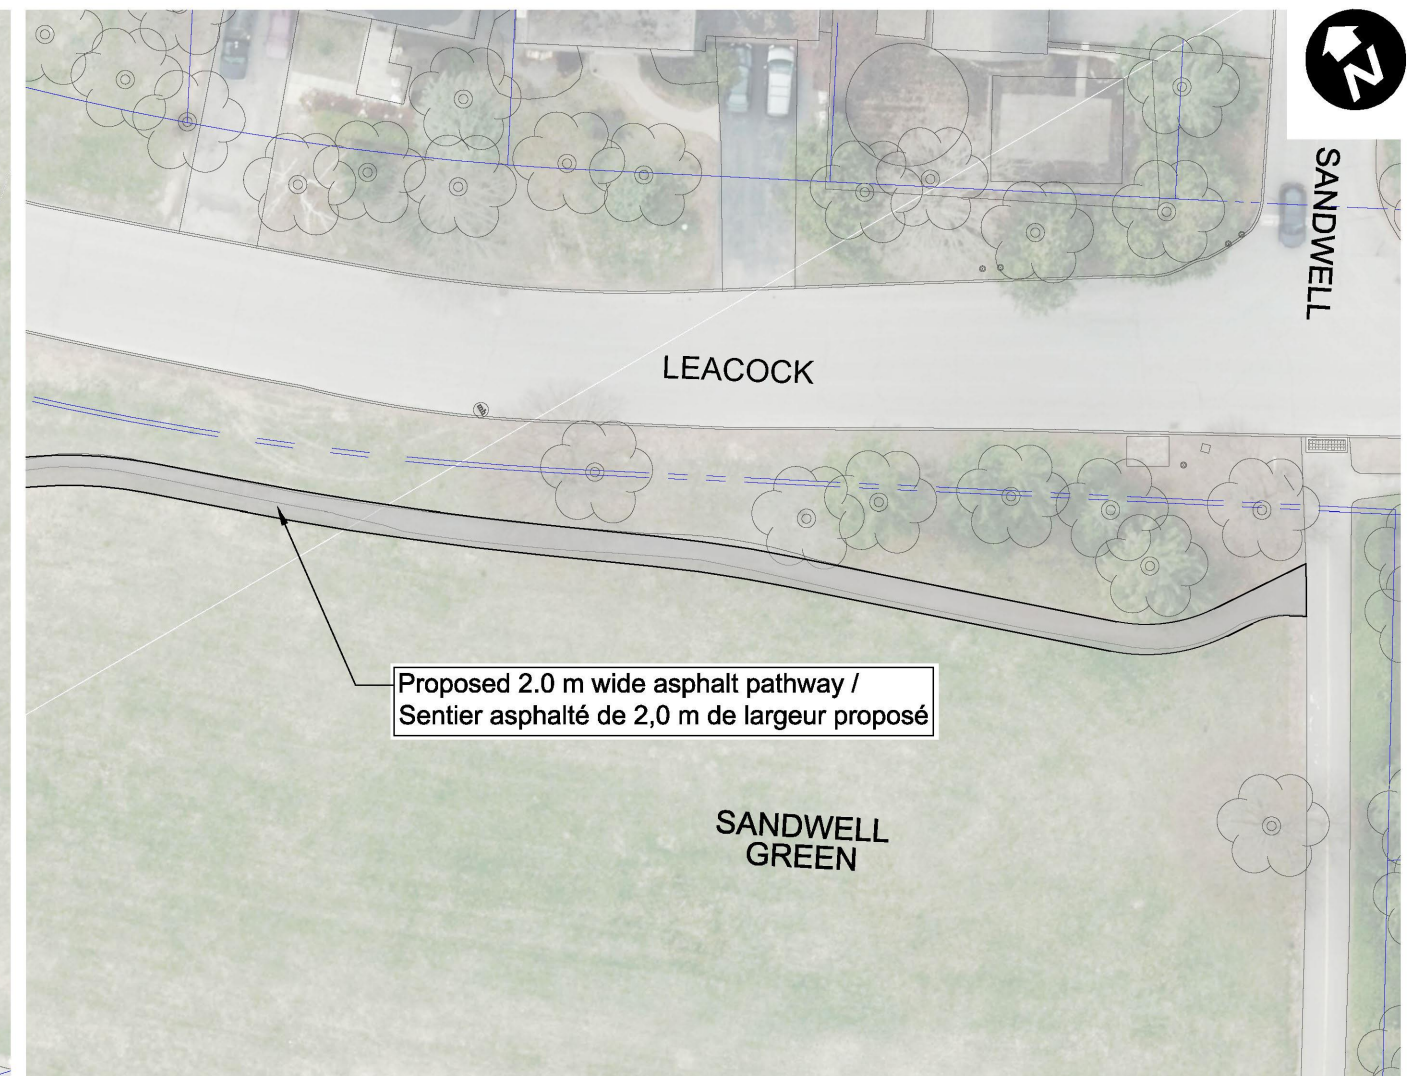 N
SANDWELL
LEACOCK
Proposed 2.0 m wide asphalt pathway /
Sentier asphalté de 2,0 m de largeur proposé
SANDWELL
GREEN